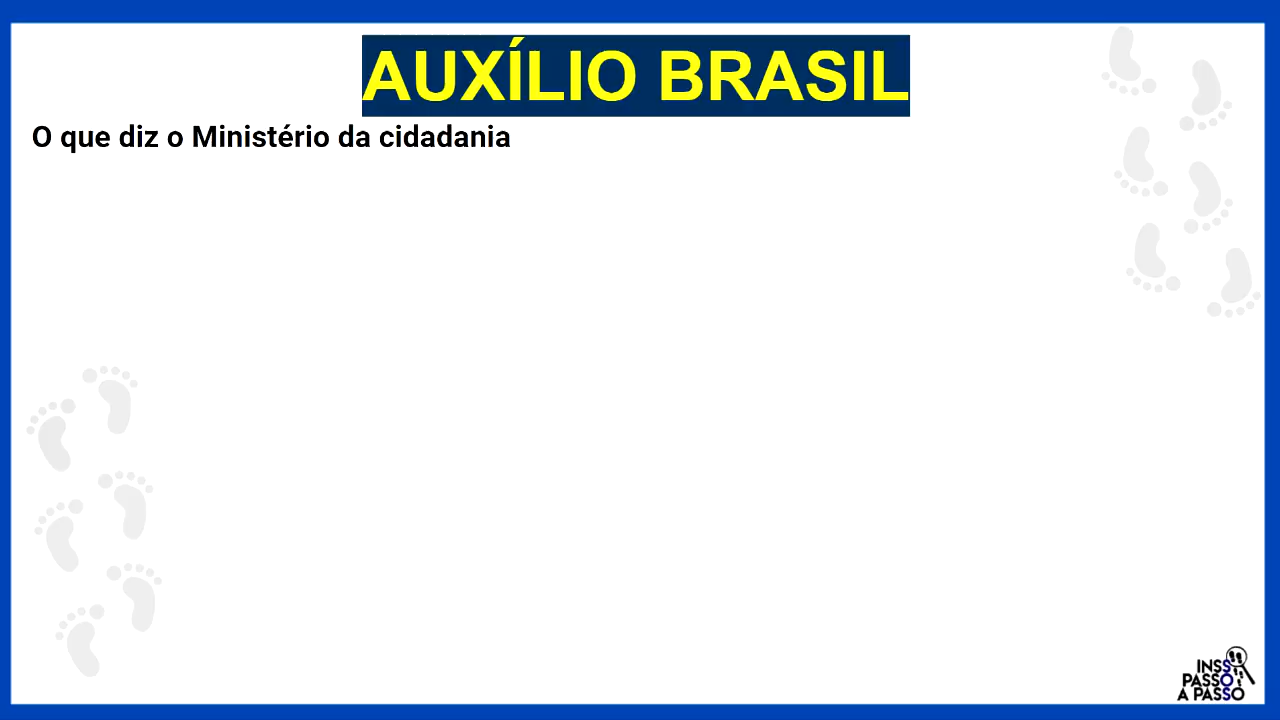 AUXÍLIO BRASIL
O que diz o Ministério da cidadania
INSS
PASSO
A PASSO